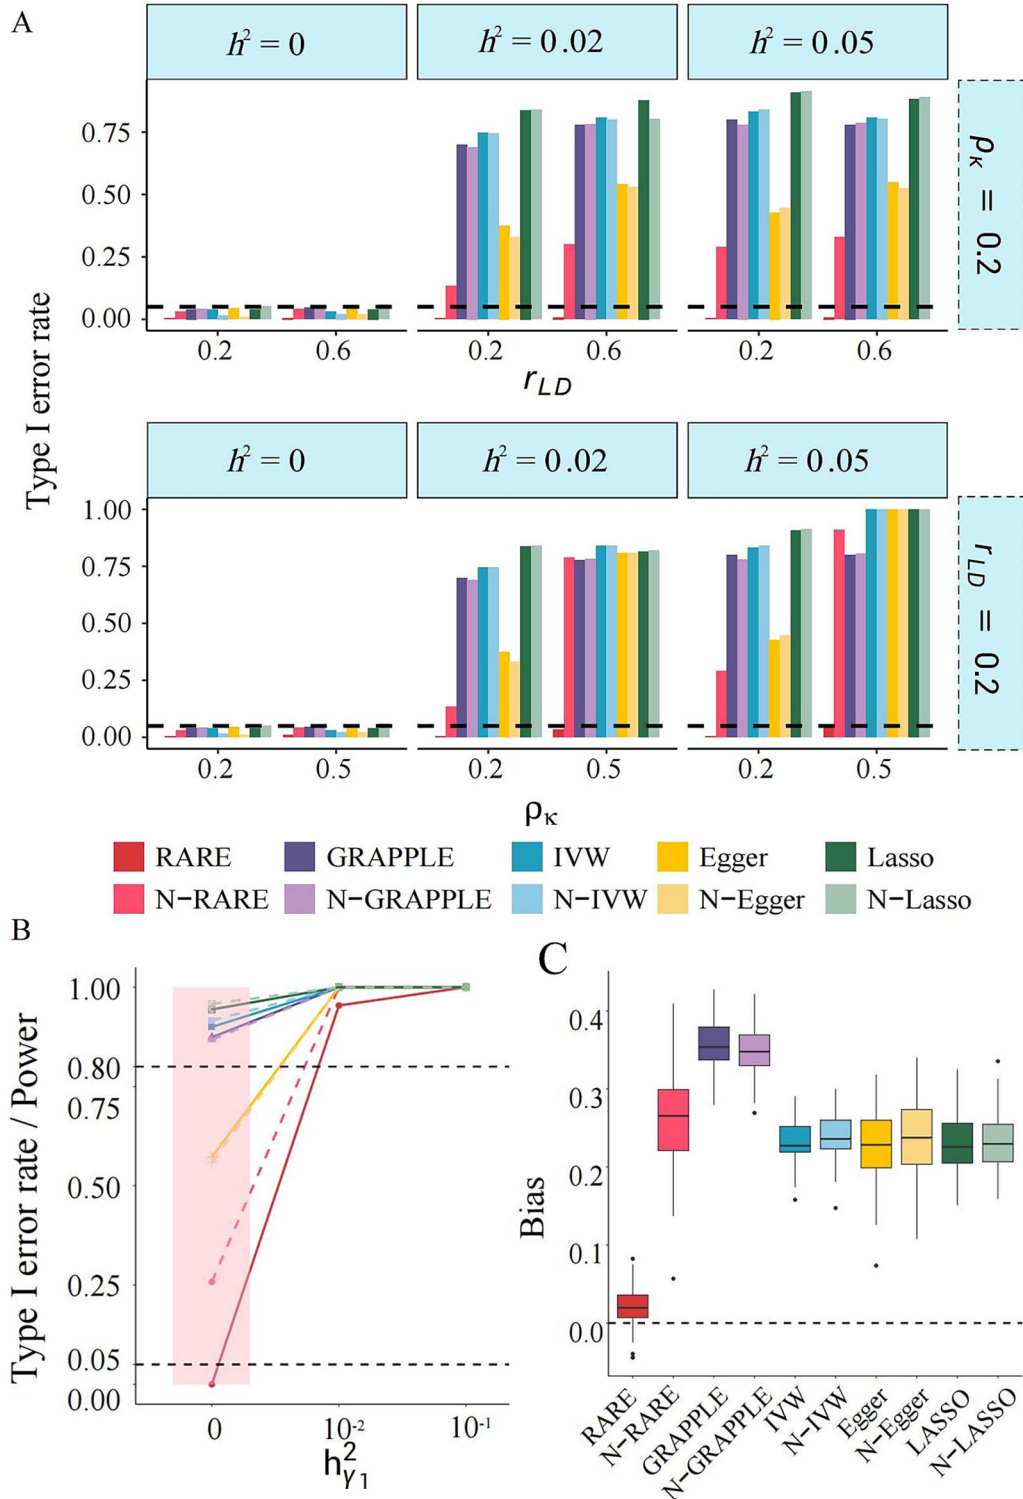 A
h² = 0
h² = 0.02
h² = 0.05
0.75
0.50
0.25
0.00
ρκ = 0.2
0.2 0.6 0.2 0.6 0.2 0.6
r_LD
Type I error rate
h² = 0
h² = 0.02
h² = 0.05
1.00
0.75
0.50
0.25
0.00
r_LD = 0.2
0.2 0.5 0.2 0.5 0.2 0.5
ρκ
RARE GRAPPLE IVW Egger Lasso
N−RARE N−GRAPPLE N−IVW N−Egger N−Lasso
B
1.00
0.80
0.75
0.50
0.25
0.05
0.00
Type I error rate / Power
0 10⁻² 10⁻¹
h²γ₁
C
0.4
0.3
0.2
0.1
0.0
Bias
RARE
N−RARE
GRAPPLE
N−GRAPPLE
IVW
N−IVW
Egger
N−Egger
LASSO
N−LASSO